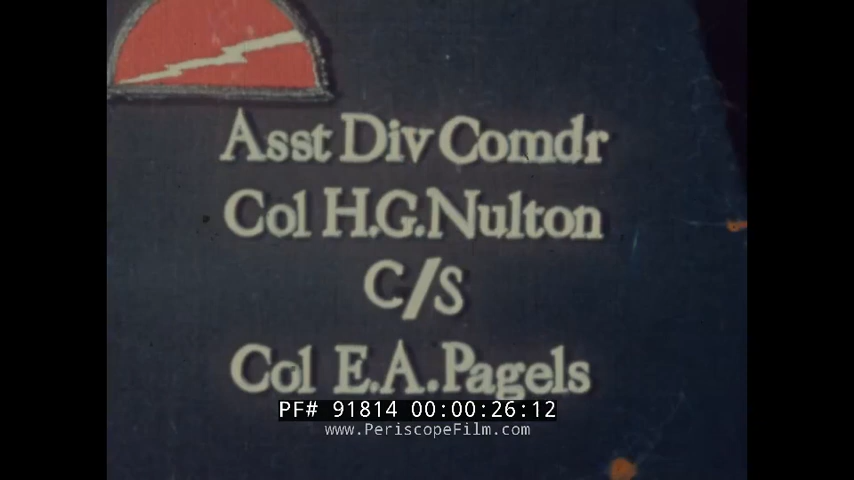 Asst Div Comdr
Col H.G.Nulton
C/S
Col E.A.Pagels
PF# 91814 00:00:26:12
www.PeriscopeFilm.com